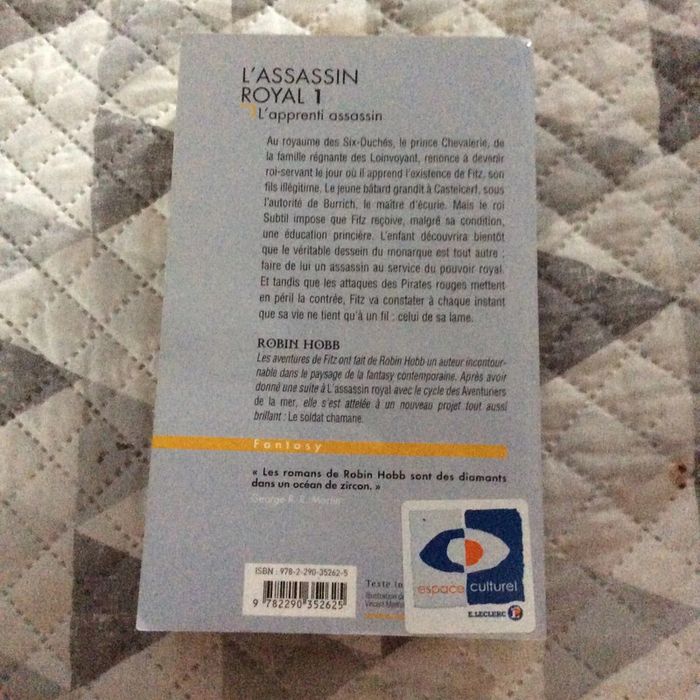 L'ASSASSIN
ROYAL 1
L'apprenti assassin
Au royaume des Six-Duchés, le prince Chevalerie, de
la famille régnante des Loinvoyant, renonce à devenir
roi-servant le jour où il apprend l'existence de Fitz, son
fils illégitime. Le jeune bâtard grandit à Castelcerf, sous
l'autorité de Burrich, le maître d'écurie. Mais le roi
Subtil impose que Fitz reçoive, malgré sa condition,
une éducation princière. L'enfant découvrira bientôt
que le véritable dessein du monarque est tout autre :
faire de lui un assassin au service du pouvoir royal.
Et tandis que les attaques des Pirates rouges mettent
en péril la contrée, Fitz va constater à chaque instant
que sa vie ne tient qu'à un fil : celui de sa lame.
ROBIN HOBB
Les aventures de Fitz ont fait de Robin Hobb un auteur incontour-
nable dans le paysage de la fantasy contemporaine. Après avoir
donné une suite à L'assassin royal avec le cycle des Aventuriers
de la mer, elle s'est attelée à un nouveau projet tout aussi
brillant : Le soldat chamane.
Fantasy
« Les romans de Robin Hobb sont des diamants
dans un océan de zircon. »
George R. R. Martin
ISBN : 978-2-290-35262-5
9 782290 352625
Texte in
Illustration
Vincent
espace culturel
E.LECLERC L